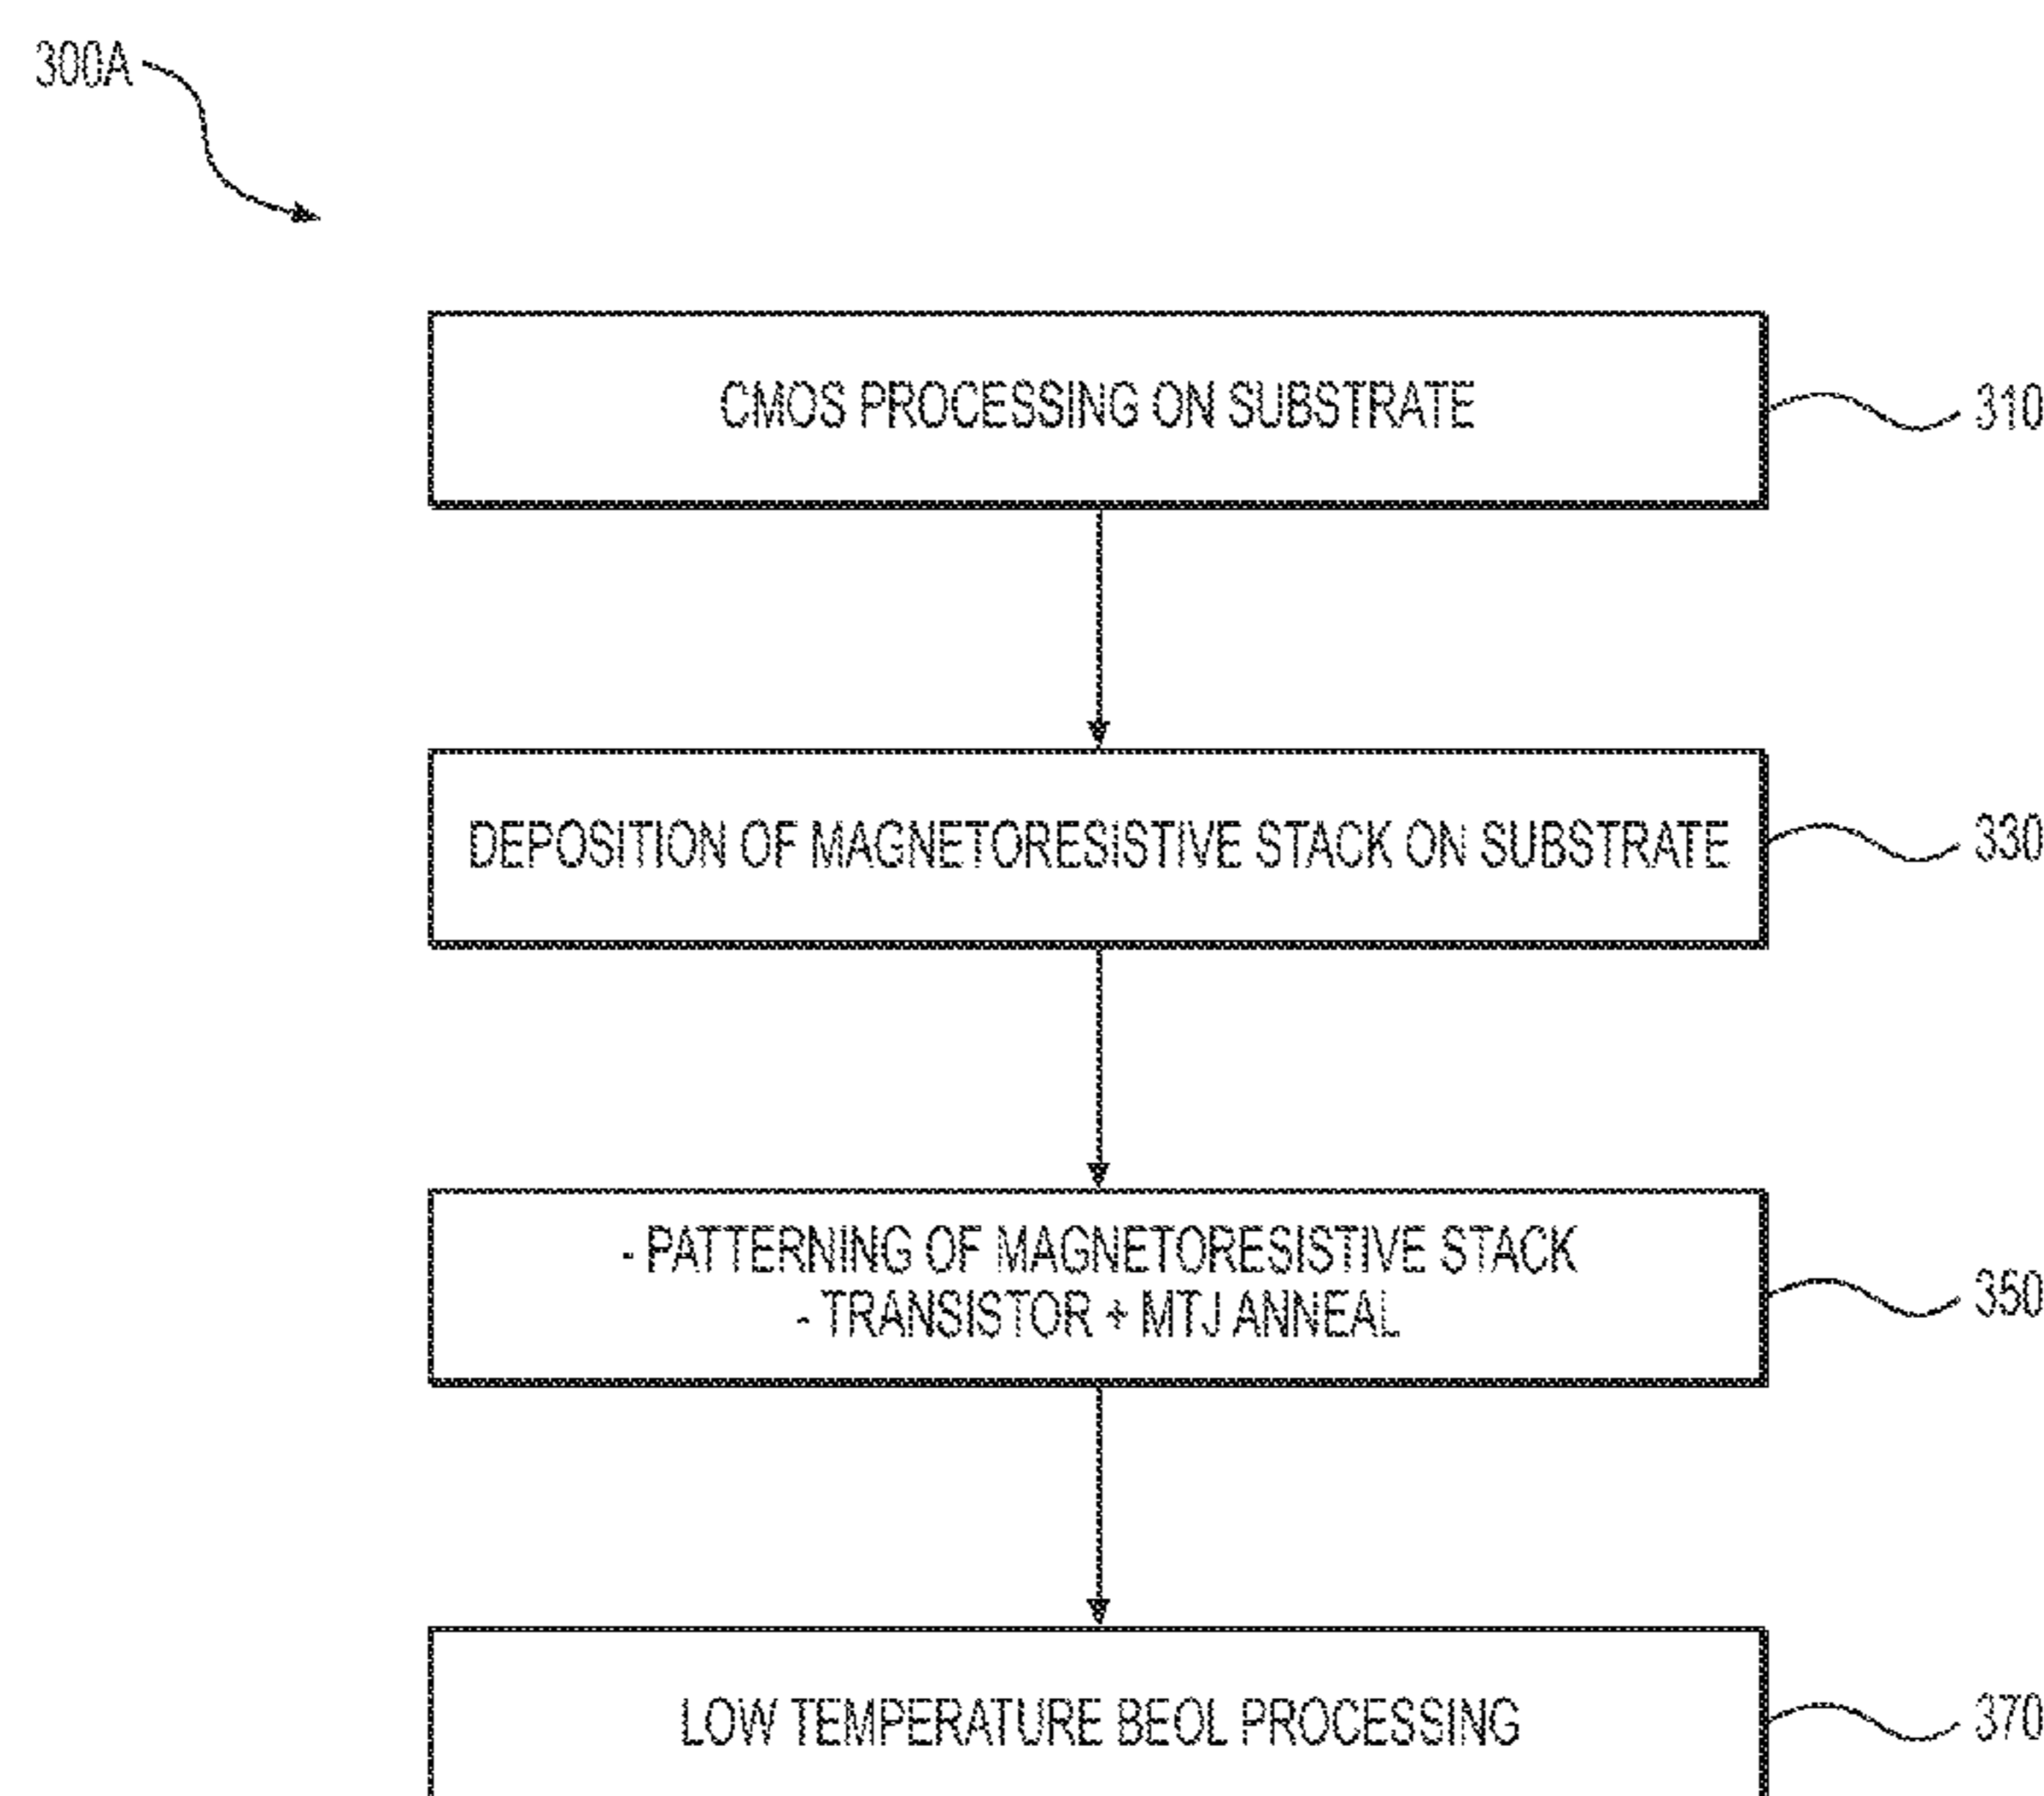 300A
CMOS PROCESSING ON SUBSTRATE
310
DEPOSITION OF MAGNETORESISTIVE STACK ON SUBSTRATE
330
- PATTERNING OF MAGNETORESISTIVE STACK
- TRANSISTOR + MTJ ANNEAL
350
LOW TEMPERATURE BEOL PROCESSING
370